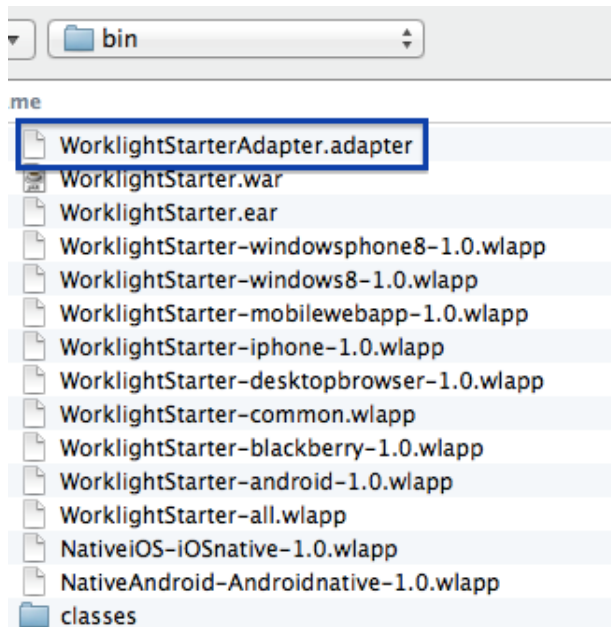 bin
me
WorklightStarterAdapter.adapter
WorklightStarter.war
WorklightStarter.ear
WorklightStarter-windowsphone8-1.0.wlapp
WorklightStarter-windows8-1.0.wlapp
WorklightStarter-mobilewebapp-1.0.wlapp
WorklightStarter-iphone-1.0.wlapp
WorklightStarter-desktopbrowser-1.0.wlapp
WorklightStarter-common.wlapp
WorklightStarter-blackberry-1.0.wlapp
WorklightStarter-android-1.0.wlapp
WorklightStarter-all.wlapp
NativeiOS-iOSnative-1.0.wlapp
NativeAndroid-Androidnative-1.0.wlapp
classes